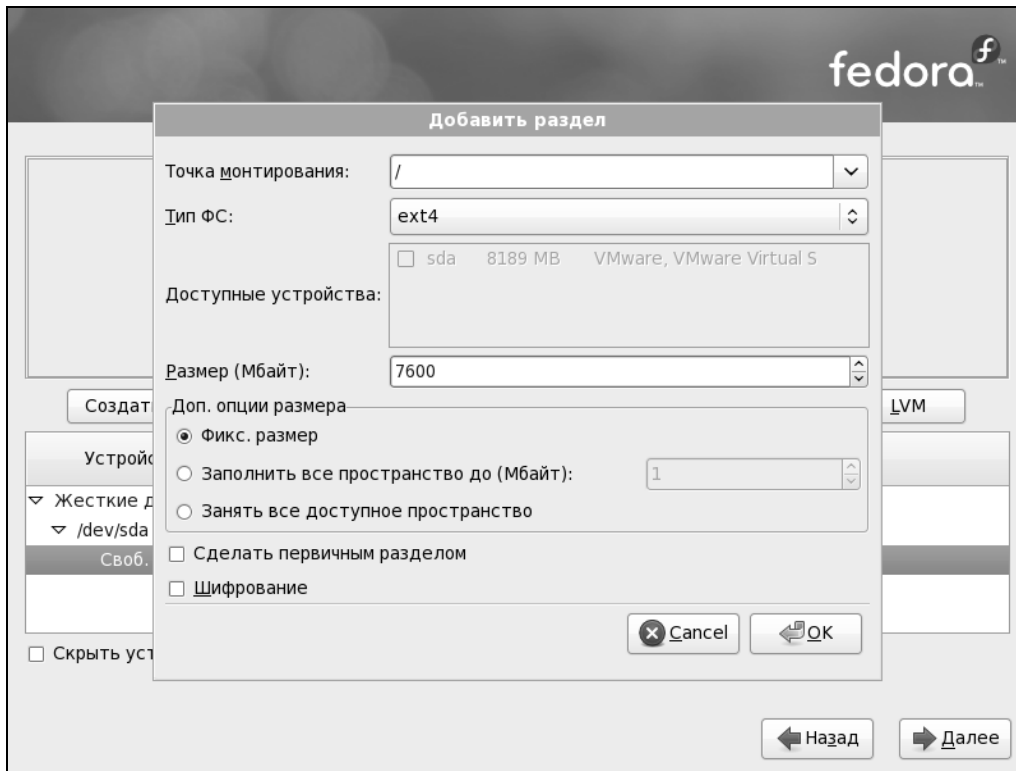 fedora
Добавить раздел
Точка монтирования:
/
Тип ФС:
ext4
Доступные устройства:
sda 8189 MB VMware, VMware Virtual S
Размер (Мбайт):
7600
Создат
LVM
Доп. опции размера
Фикс. размер
Заполнить все пространство до (Мбайт):
1
Занять все доступное пространство
Устройс
Жесткие д
/dev/sda
Своб.
Сделать первичным разделом
Шифрование
Cancel
OK
Скрыть уст
Назад
Далее